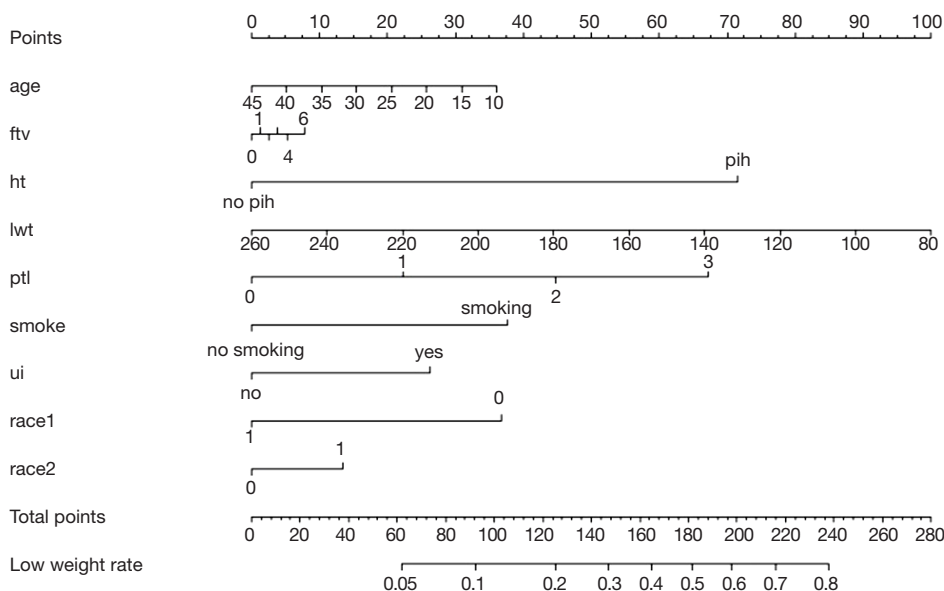 Points 0 10 20 30 40 50 60 70 80 90 100
age
45 40 35 30 25 20 15 10
1 6
ftv
0 4
pih
ht
no pih
lwt
260 240 220 200 180 160 140 120 100 80
1 3
ptl
0 2
smoking
smoke
no smoking
yes
ui
no
0
race1
1
1
race2
0
Total points
0 20 40 60 80 100 120 140 160 180 200 220 240 260 280
Low weight rate
0.05 0.1 0.2 0.3 0.4 0.5 0.6 0.7 0.8